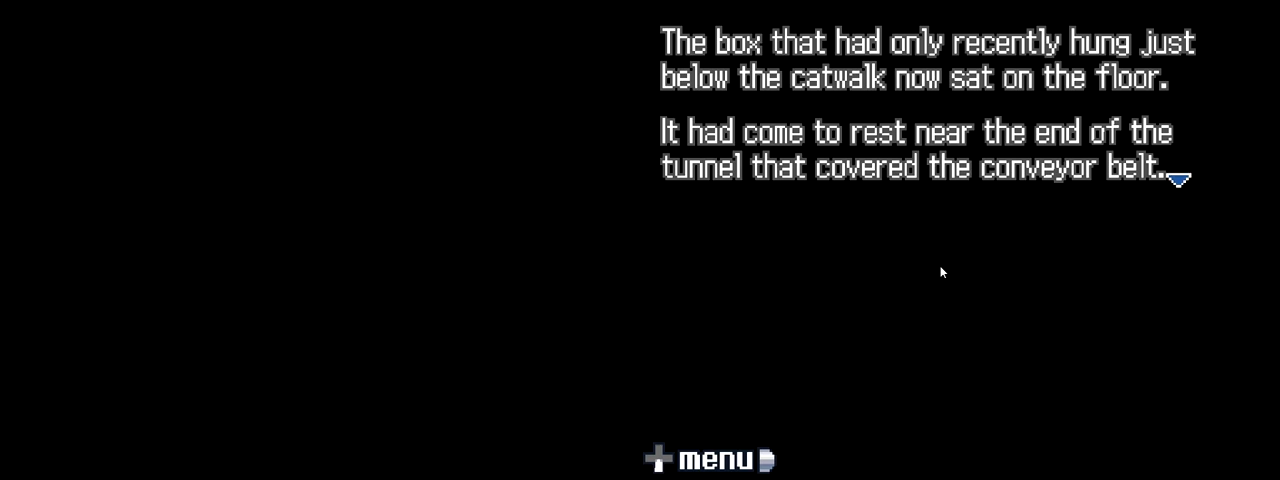 The box that had only recently hung just
below the catwalk now sat on the floor.
It had come to rest near the end of the
tunnel that covered the conveyor belt.
menu